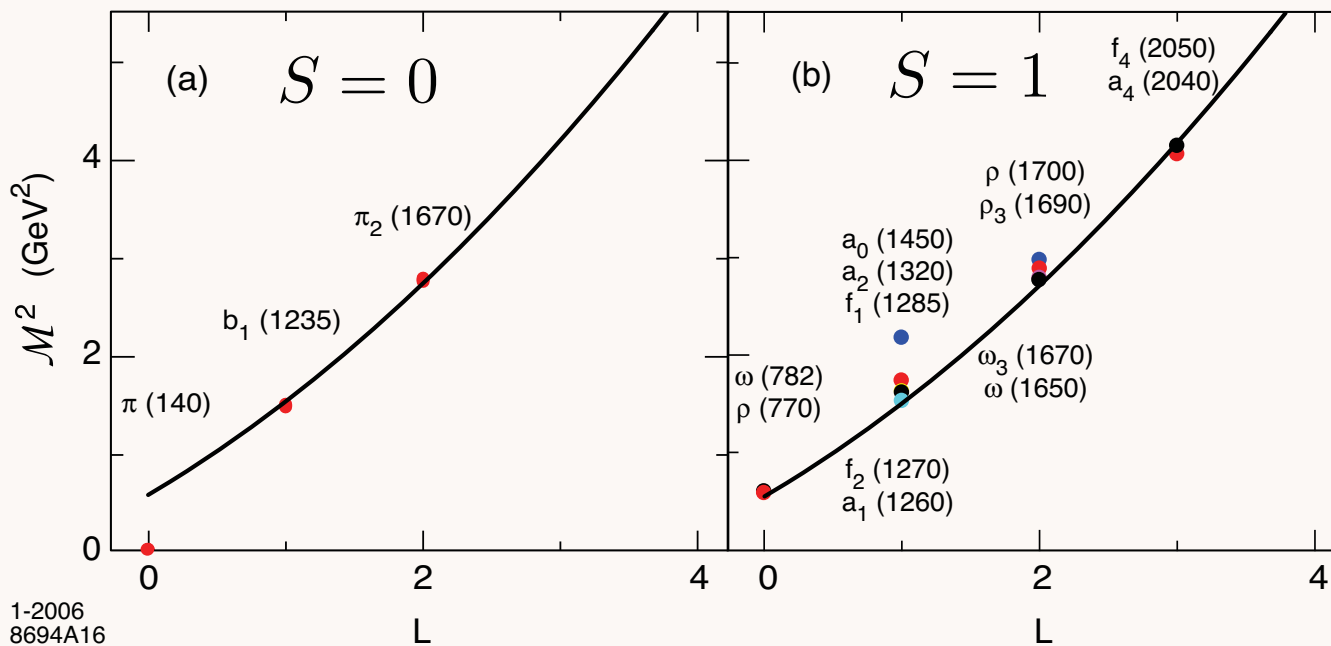 (a) S = 0
(b) S = 1
f₄ (2050)
a₄ (2040)
4
ρ (1700)
ρ₃ (1690)
π₂ (1670)
a₀ (1450)
a₂ (1320)
f₁ (1285)
b₁ (1235)
ℳ² (GeV²)
2
ω₃ (1670)
ω (1650)
ω (782)
ρ (770)
π (140)
f₂ (1270)
a₁ (1260)
0
0 2 4
0 2 4
L
L
1-2006
8694A16